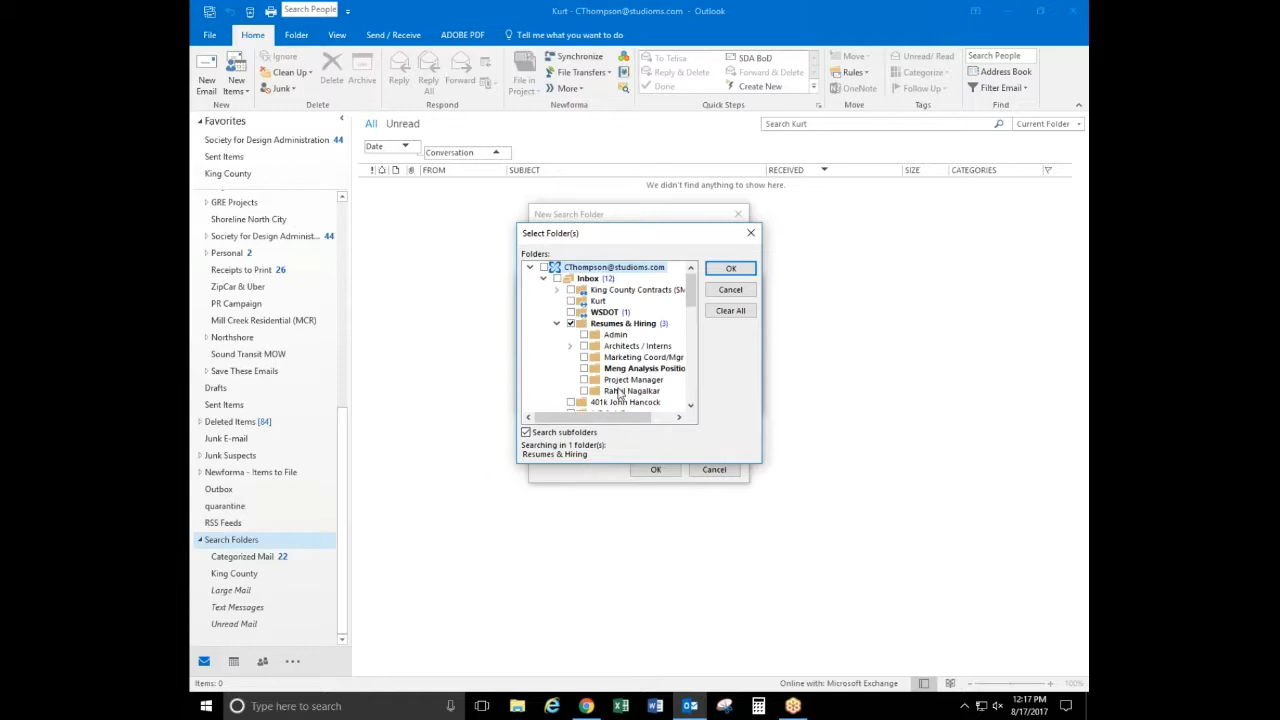 Search People
Kurt - CThompson@studioms.com - Outlook
File
Home
Folder
View
Send / Receive
ADOBE PDF
Tell me what you want to do
New Email
New Items
Ignore
Clean Up
Junk
Delete
Archive
Reply
Reply All
Forward
File in Project
Synchronize
File Transfers
More
To Telisa
Reply & Delete
Done
SDA BoD
Forward & Delete
Create New
Move
Rules
OneNote
Unread/ Read
Categorize
Follow Up
Search People
Address Book
Filter Email
New
Delete
Respond
Newforma
Quick Steps
Move
Tags
Find
Favorites
Society for Design Administration 44
Sent Items
King County
GRE Projects
Shoreline North City
Society for Design Administ... 44
Personal 2
Receipts to Print 26
ZipCar & Uber
PR Campaign
Mill Creek Residential (MCR)
Northshore
Sound Transit MOW
Save These Emails
Drafts
Sent Items
Deleted Items [84]
Junk E-mail
Junk Suspects
Newforma - Items to File
Outbox
quarantine
RSS Feeds
Search Folders
Categorized Mail 22
King County
Large Mail
Text Messages
Unread Mail
All Unread
Search Kurt
Current Folder
Date
Conversation
FROM
SUBJECT
RECEIVED
SIZE
CATEGORIES
We didn't find anything to show here.
New Search Folder
Select Folder(s)
Folders:
CThompson@studioms.com
Inbox (12)
King County Contracts (SM
Kurt
WSDOT (1)
Resumes & Hiring (3)
Admin
Architects / Interns
Marketing Coord/Mgr
Meng Analysis Positio
Project Manager
Nagalkar
401k John Hancock
OK
Cancel
Clear All
Search subfolders
Searching in 1 folder(s):
Resumes & Hiring
OK
Cancel
Items: 0
Online with: Microsoft Exchange
100%
Type here to search
12:17 PM
8/17/2017